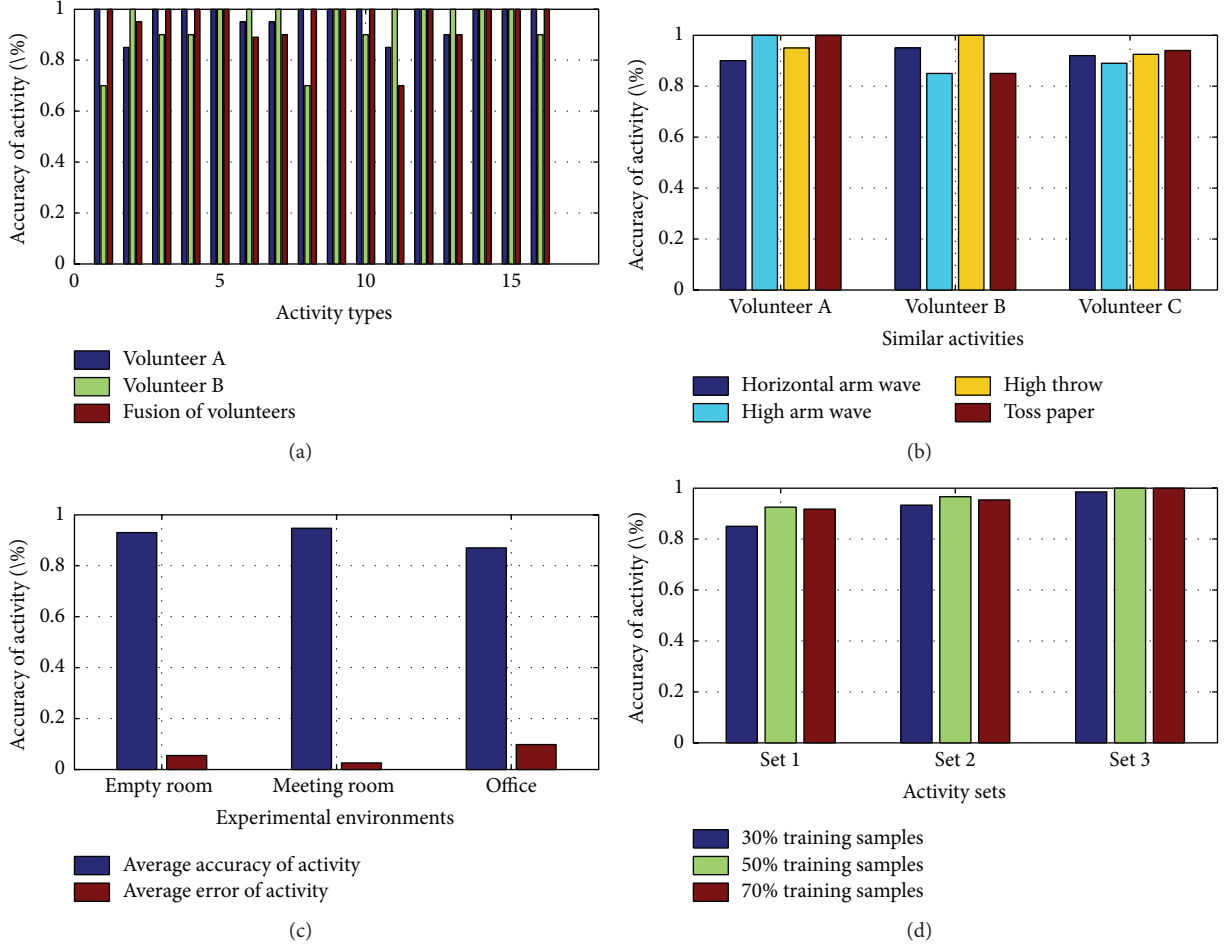 1
0.8
0.6
0.4
0.2
0
Accuracy of activity (\%)
0 5 10 15
Activity types
Volunteer A
Volunteer B
Fusion of volunteers
(a)
1
0.8
0.6
0.4
0.2
0
Accuracy of activity (\%)
Volunteer A Volunteer B Volunteer C
Similar activities
Horizontal arm wave High throw
High arm wave Toss paper
(b)
1
0.8
0.6
0.4
0.2
0
Accuracy of activity (\%)
Empty room Meeting room Office
Experimental environments
Average accuracy of activity
Average error of activity
(c)
1
0.8
0.6
0.4
0.2
0
Accuracy of activity (\%)
Set 1 Set 2 Set 3
Activity sets
30% training samples
50% training samples
70% training samples
(d)